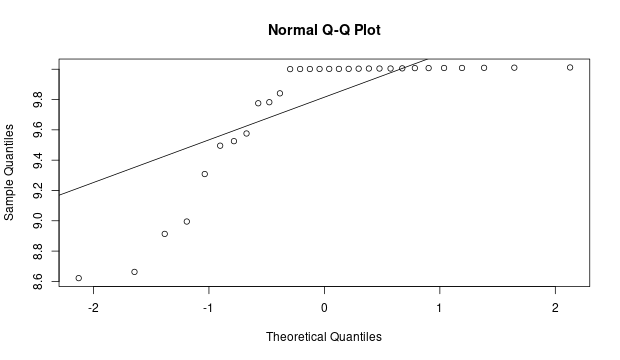 Normal Q-Q Plot
Sample Quantiles
9.8
9.6
9.4
9.2
9.0
8.8
8.6
-2 -1 0 1 2
Theoretical Quantiles